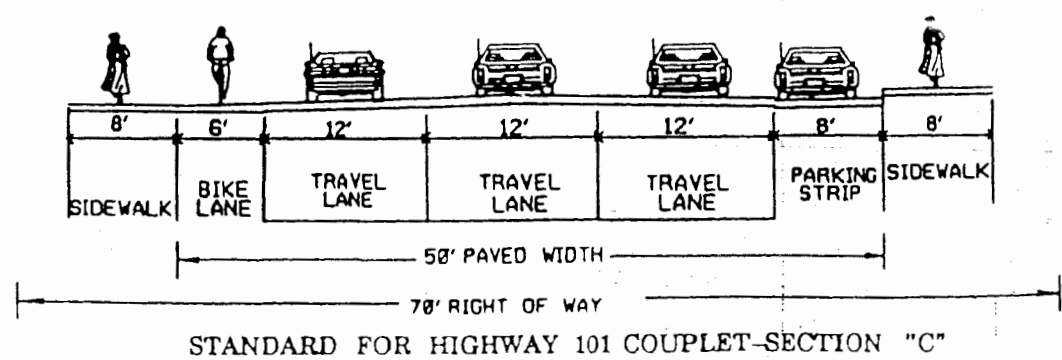 8' 6' 12' 12' 12' 8' 8'
SIDEWALK
BIKE
LANE
TRAVEL
LANE
TRAVEL
LANE
TRAVEL
LANE
PARKING
STRIP
SIDEWALK
50' PAVED WIDTH
70' RIGHT OF WAY
STANDARD FOR HIGHWAY 101 COUPLET-SECTION "C"